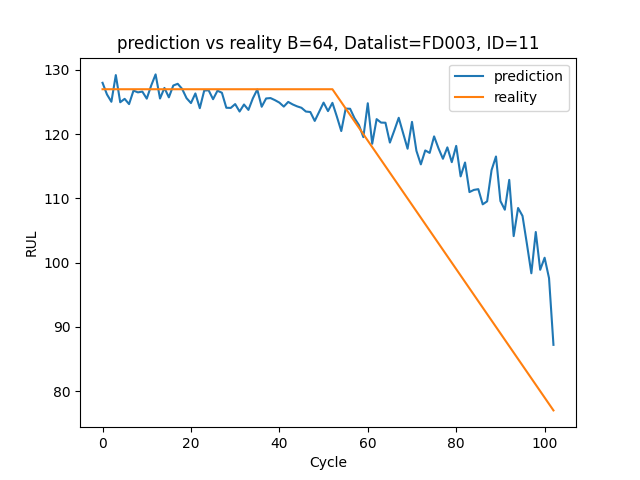 prediction vs reality B=64, Datalist=FD003, ID=11
prediction
reality
130
120
110
100
90
80
RUL
0 20 40 60 80 100
Cycle